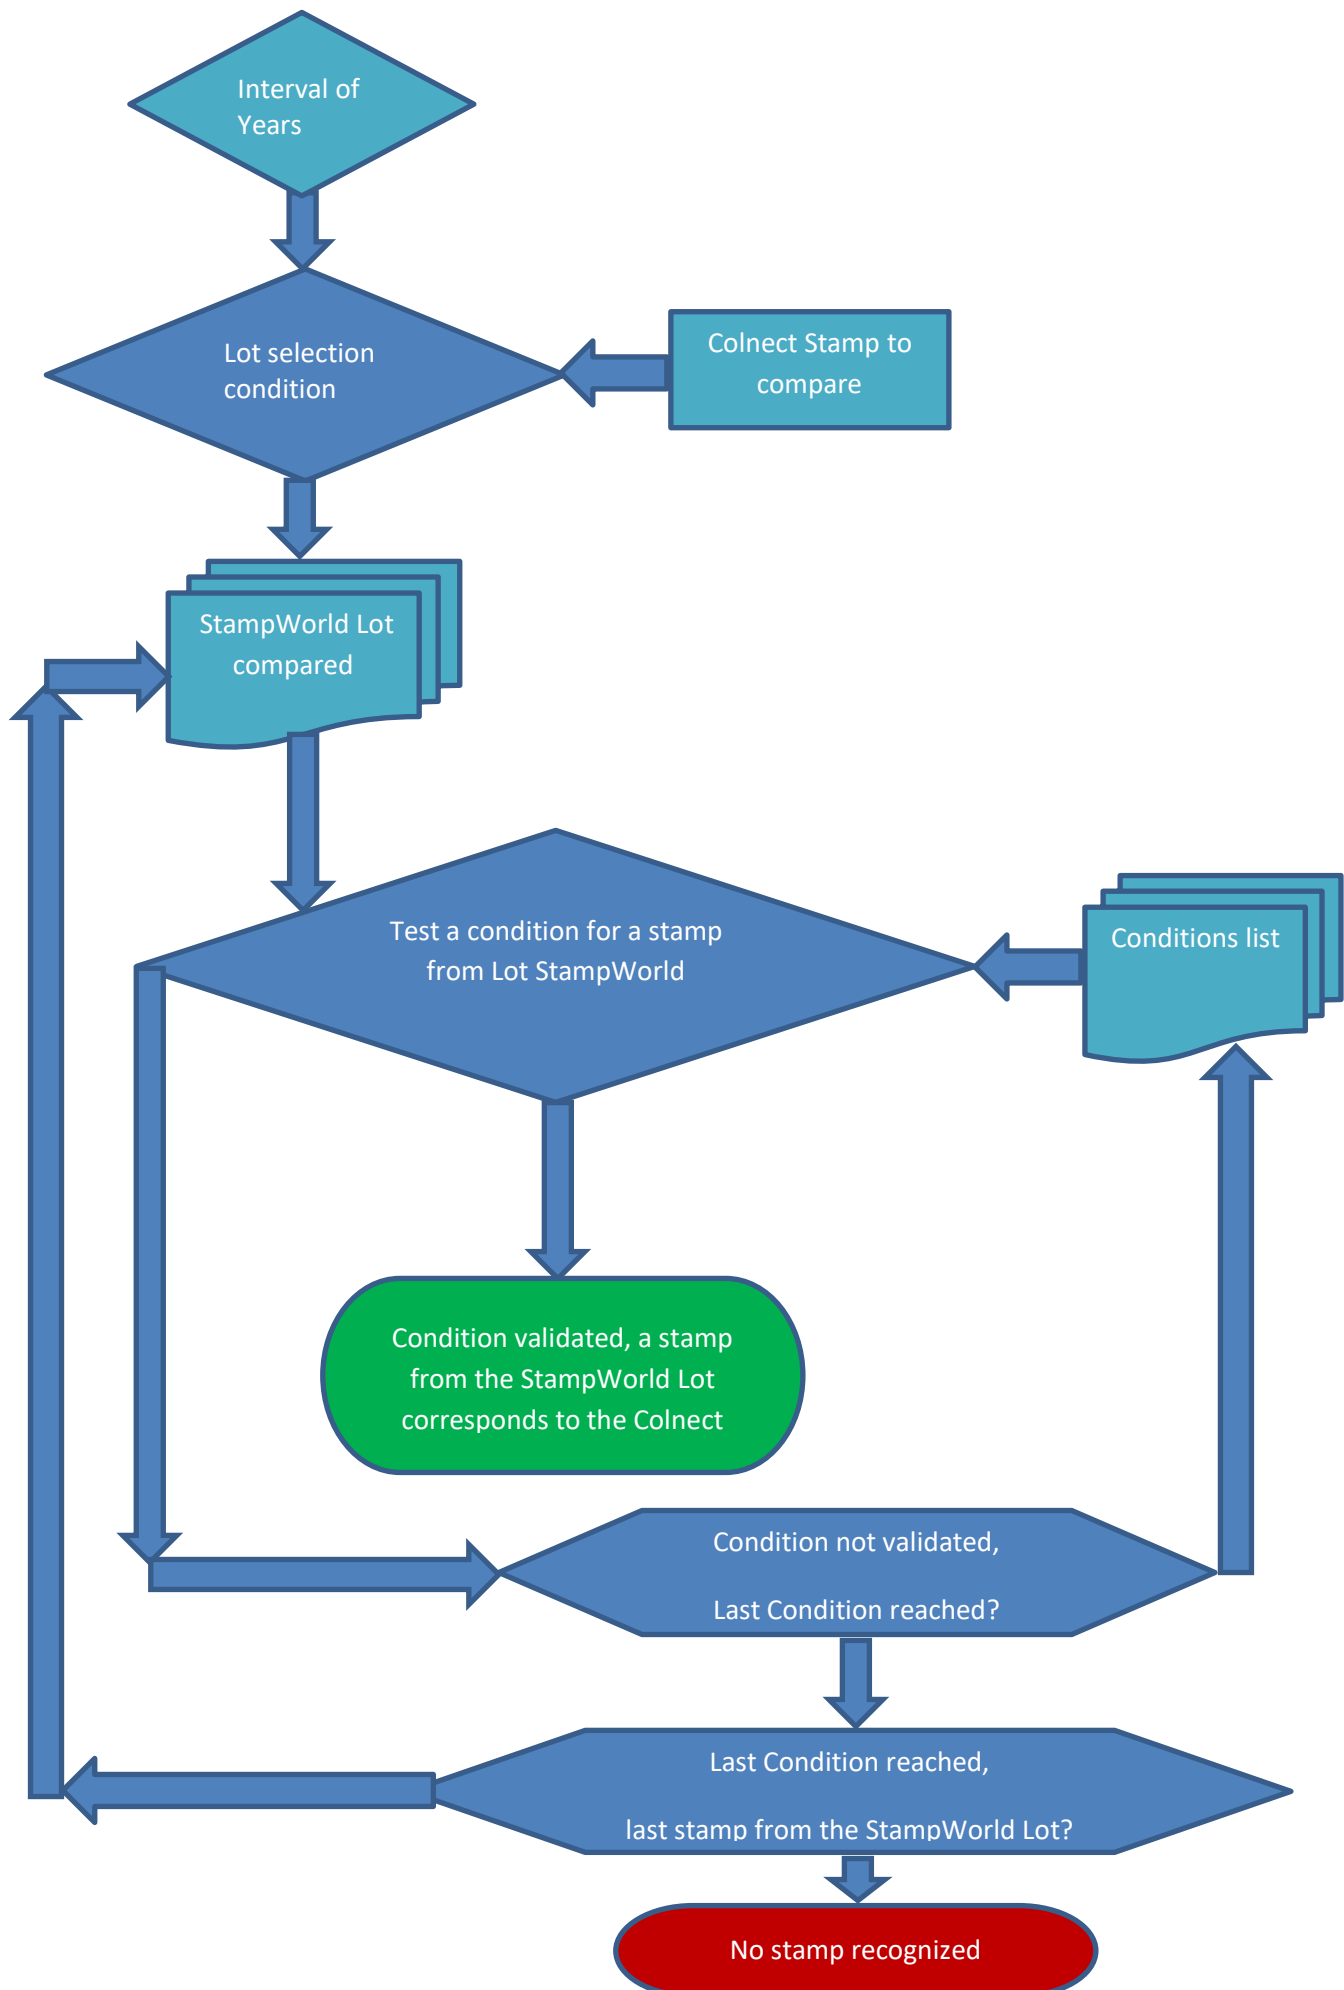 Interval of
Years
Lot selection
condition
Colnect Stamp to
compare
StampWorld Lot
compared
Test a condition for a stamp
from Lot StampWorld
Conditions list
Condition validated, a stamp
from the StampWorld Lot
corresponds to the Colnect
Condition not validated,
Last Condition reached?
Last Condition reached,
last stamp from the StampWorld Lot?
No stamp recognized